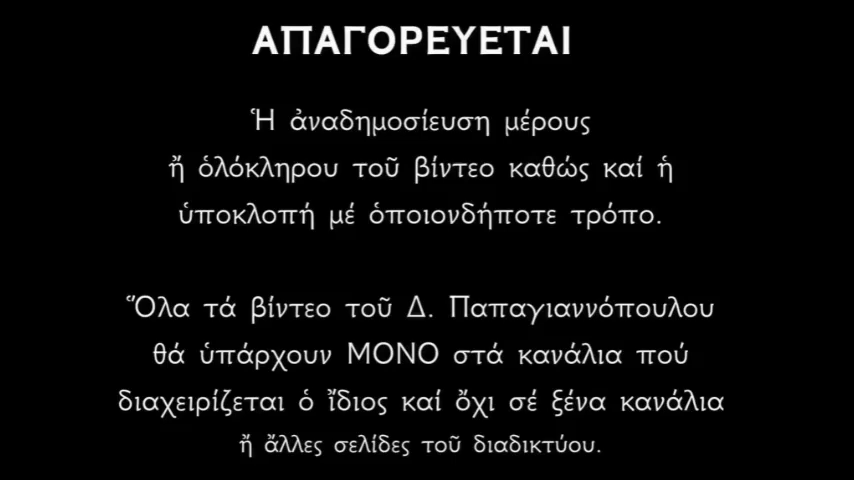 ΑΠΑΓΟΡΕΥΕΤΑΙ
Ἡ ἀναδημοσίευση μέρους
ἤ ὁλόκληρου τοῦ βίντεο καθώς καί ἡ
ὑποκλοπή μέ ὁποιονδήποτε τρόπο.
Ὅλα τά βίντεο τοῦ Δ. Παπαγιαννόπουλου
θά ὑπάρχουν ΜΟΝΟ στά κανάλια πού
διαχειρίζεται ὁ ἴδιος καί ὄχι σέ ξένα κανάλια
ἤ ἄλλες σελίδες τοῦ διαδικτύου.